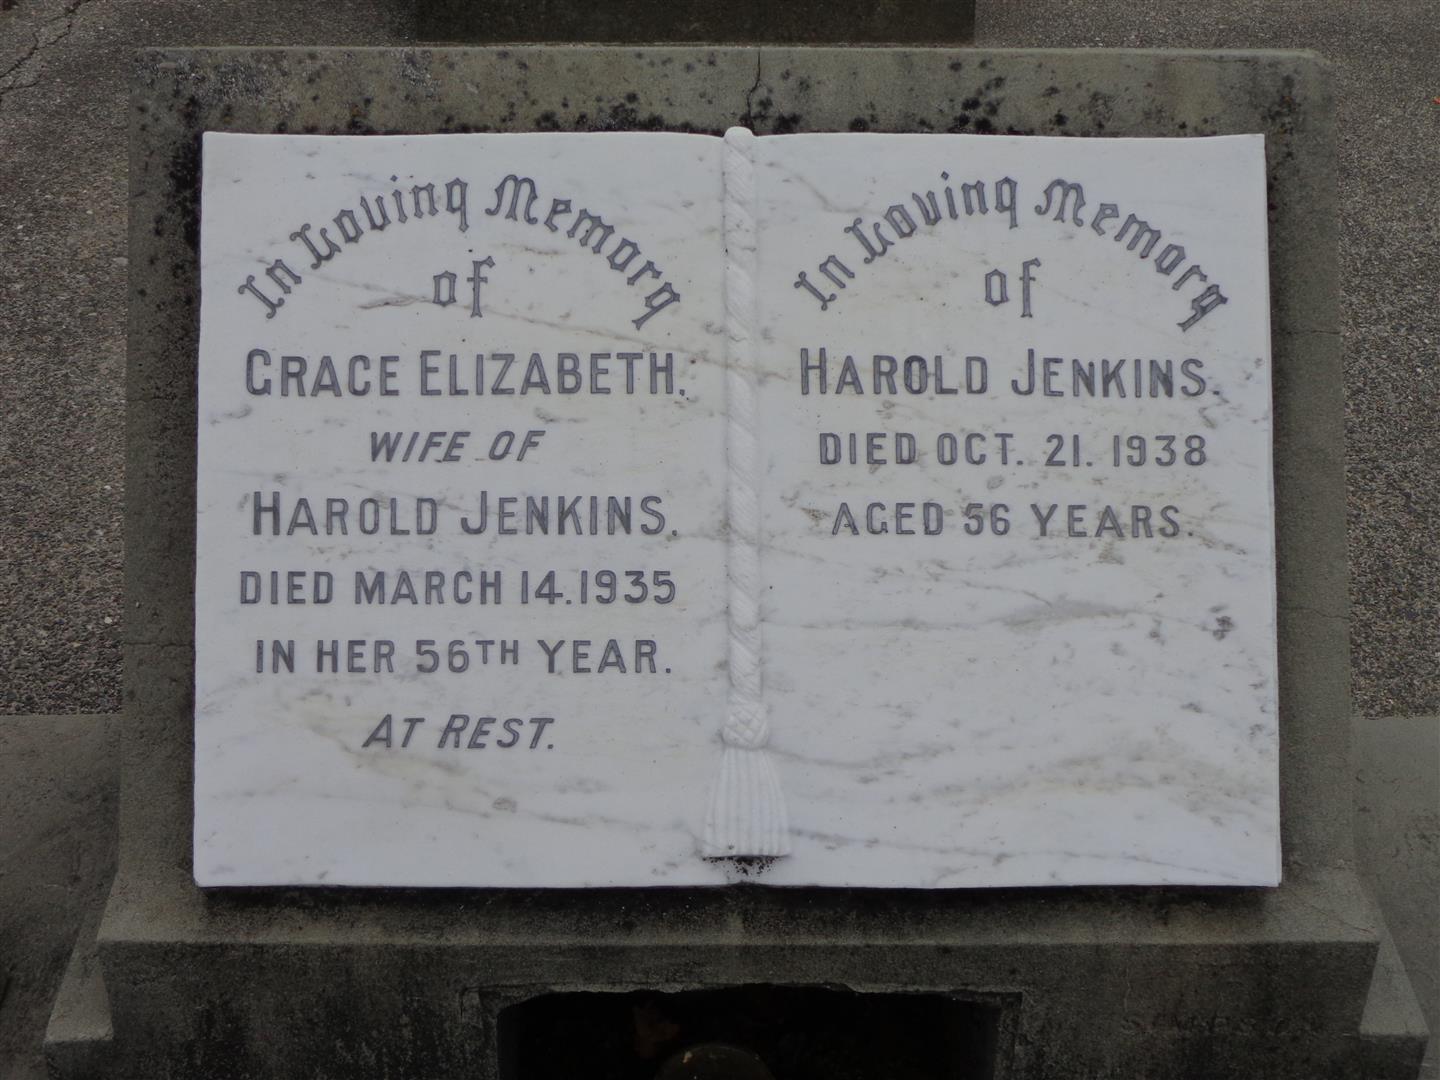 In Loving Memory
of
GRACE ELIZABETH,
WIFE OF
HAROLD JENKINS,
DIED MARCH 14. 1935
IN HER 56TH YEAR.
AT REST.
In Loving Memory
of
HAROLD JENKINS.
DIED OCT. 21. 1938
AGED 56 YEARS.